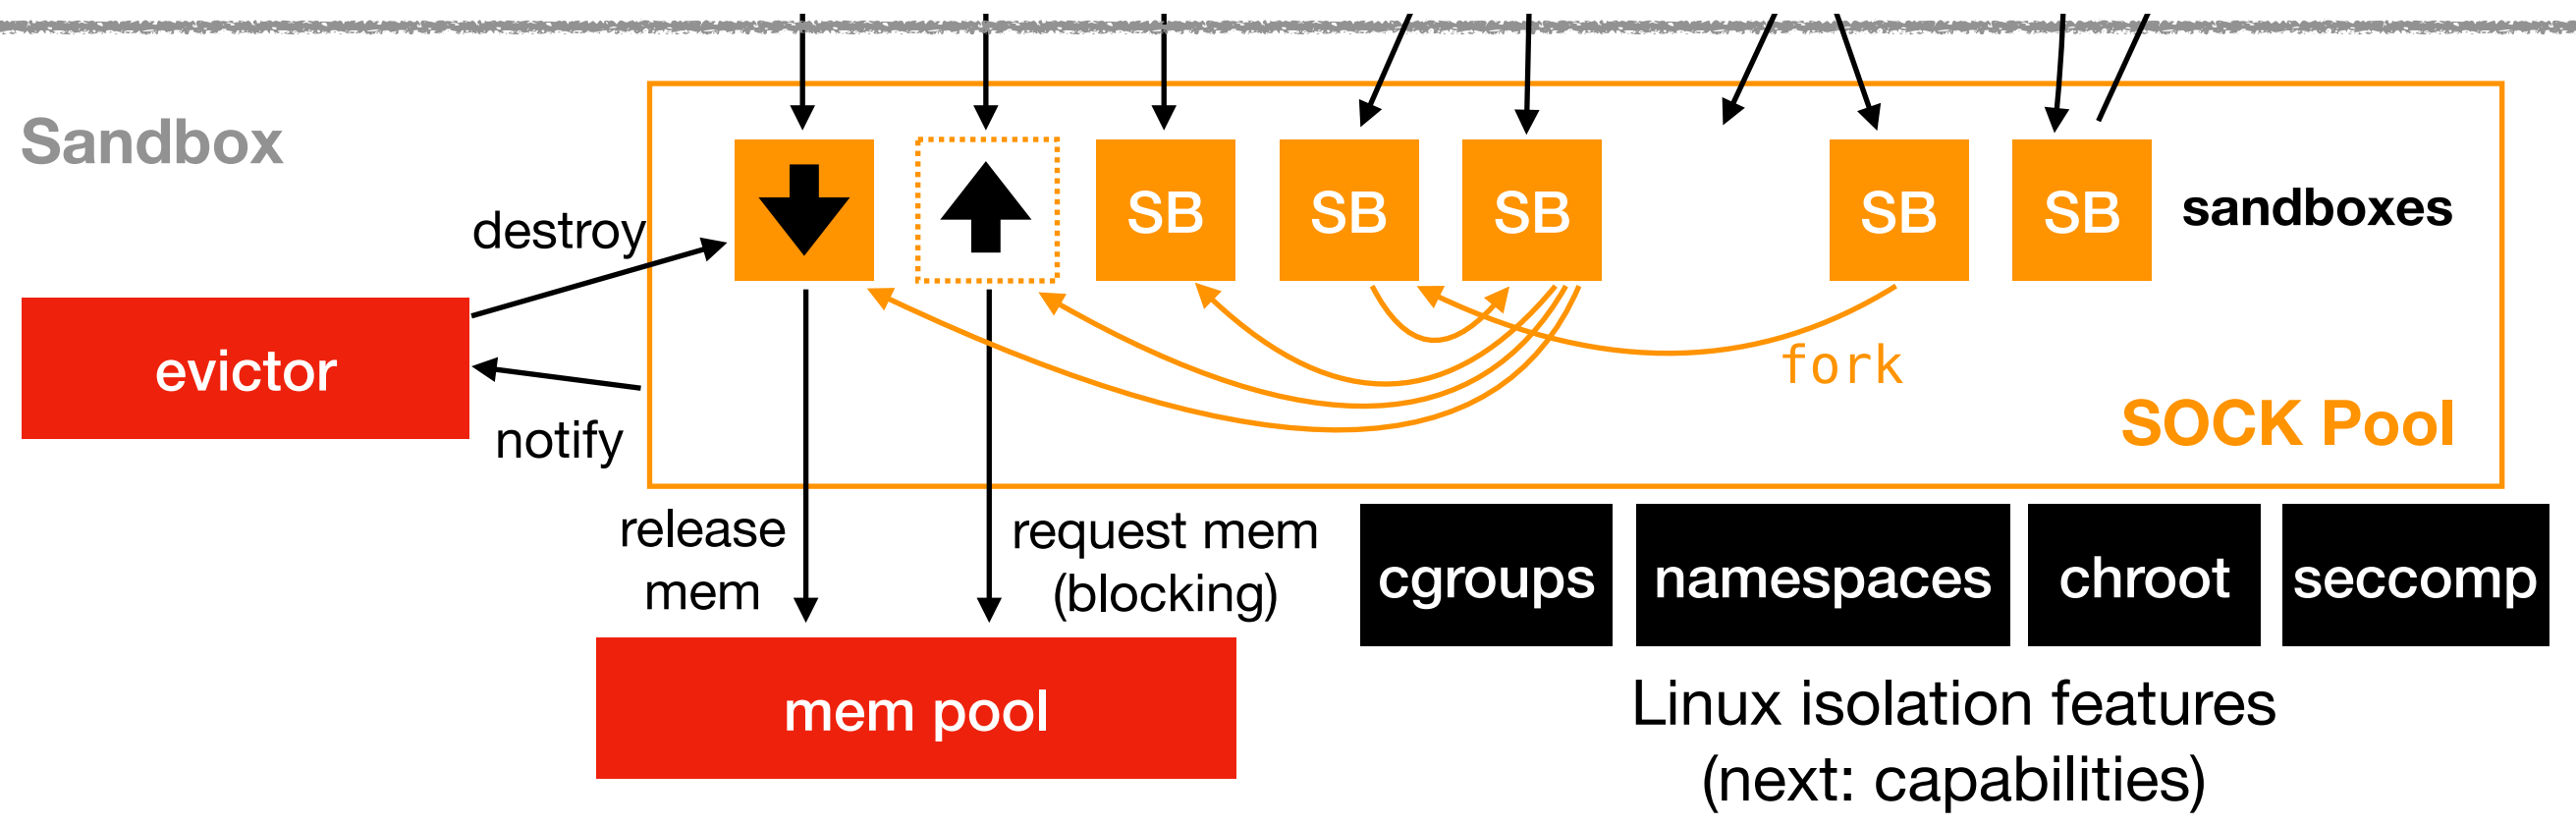 Sandbox
destroy
SB
SB
SB
SB
SB
sandboxes
evictor
notify
fork
SOCK Pool
release
mem
request mem
(blocking)
cgroups
namespaces
chroot
seccomp
mem pool
Linux isolation features
(next: capabilities)